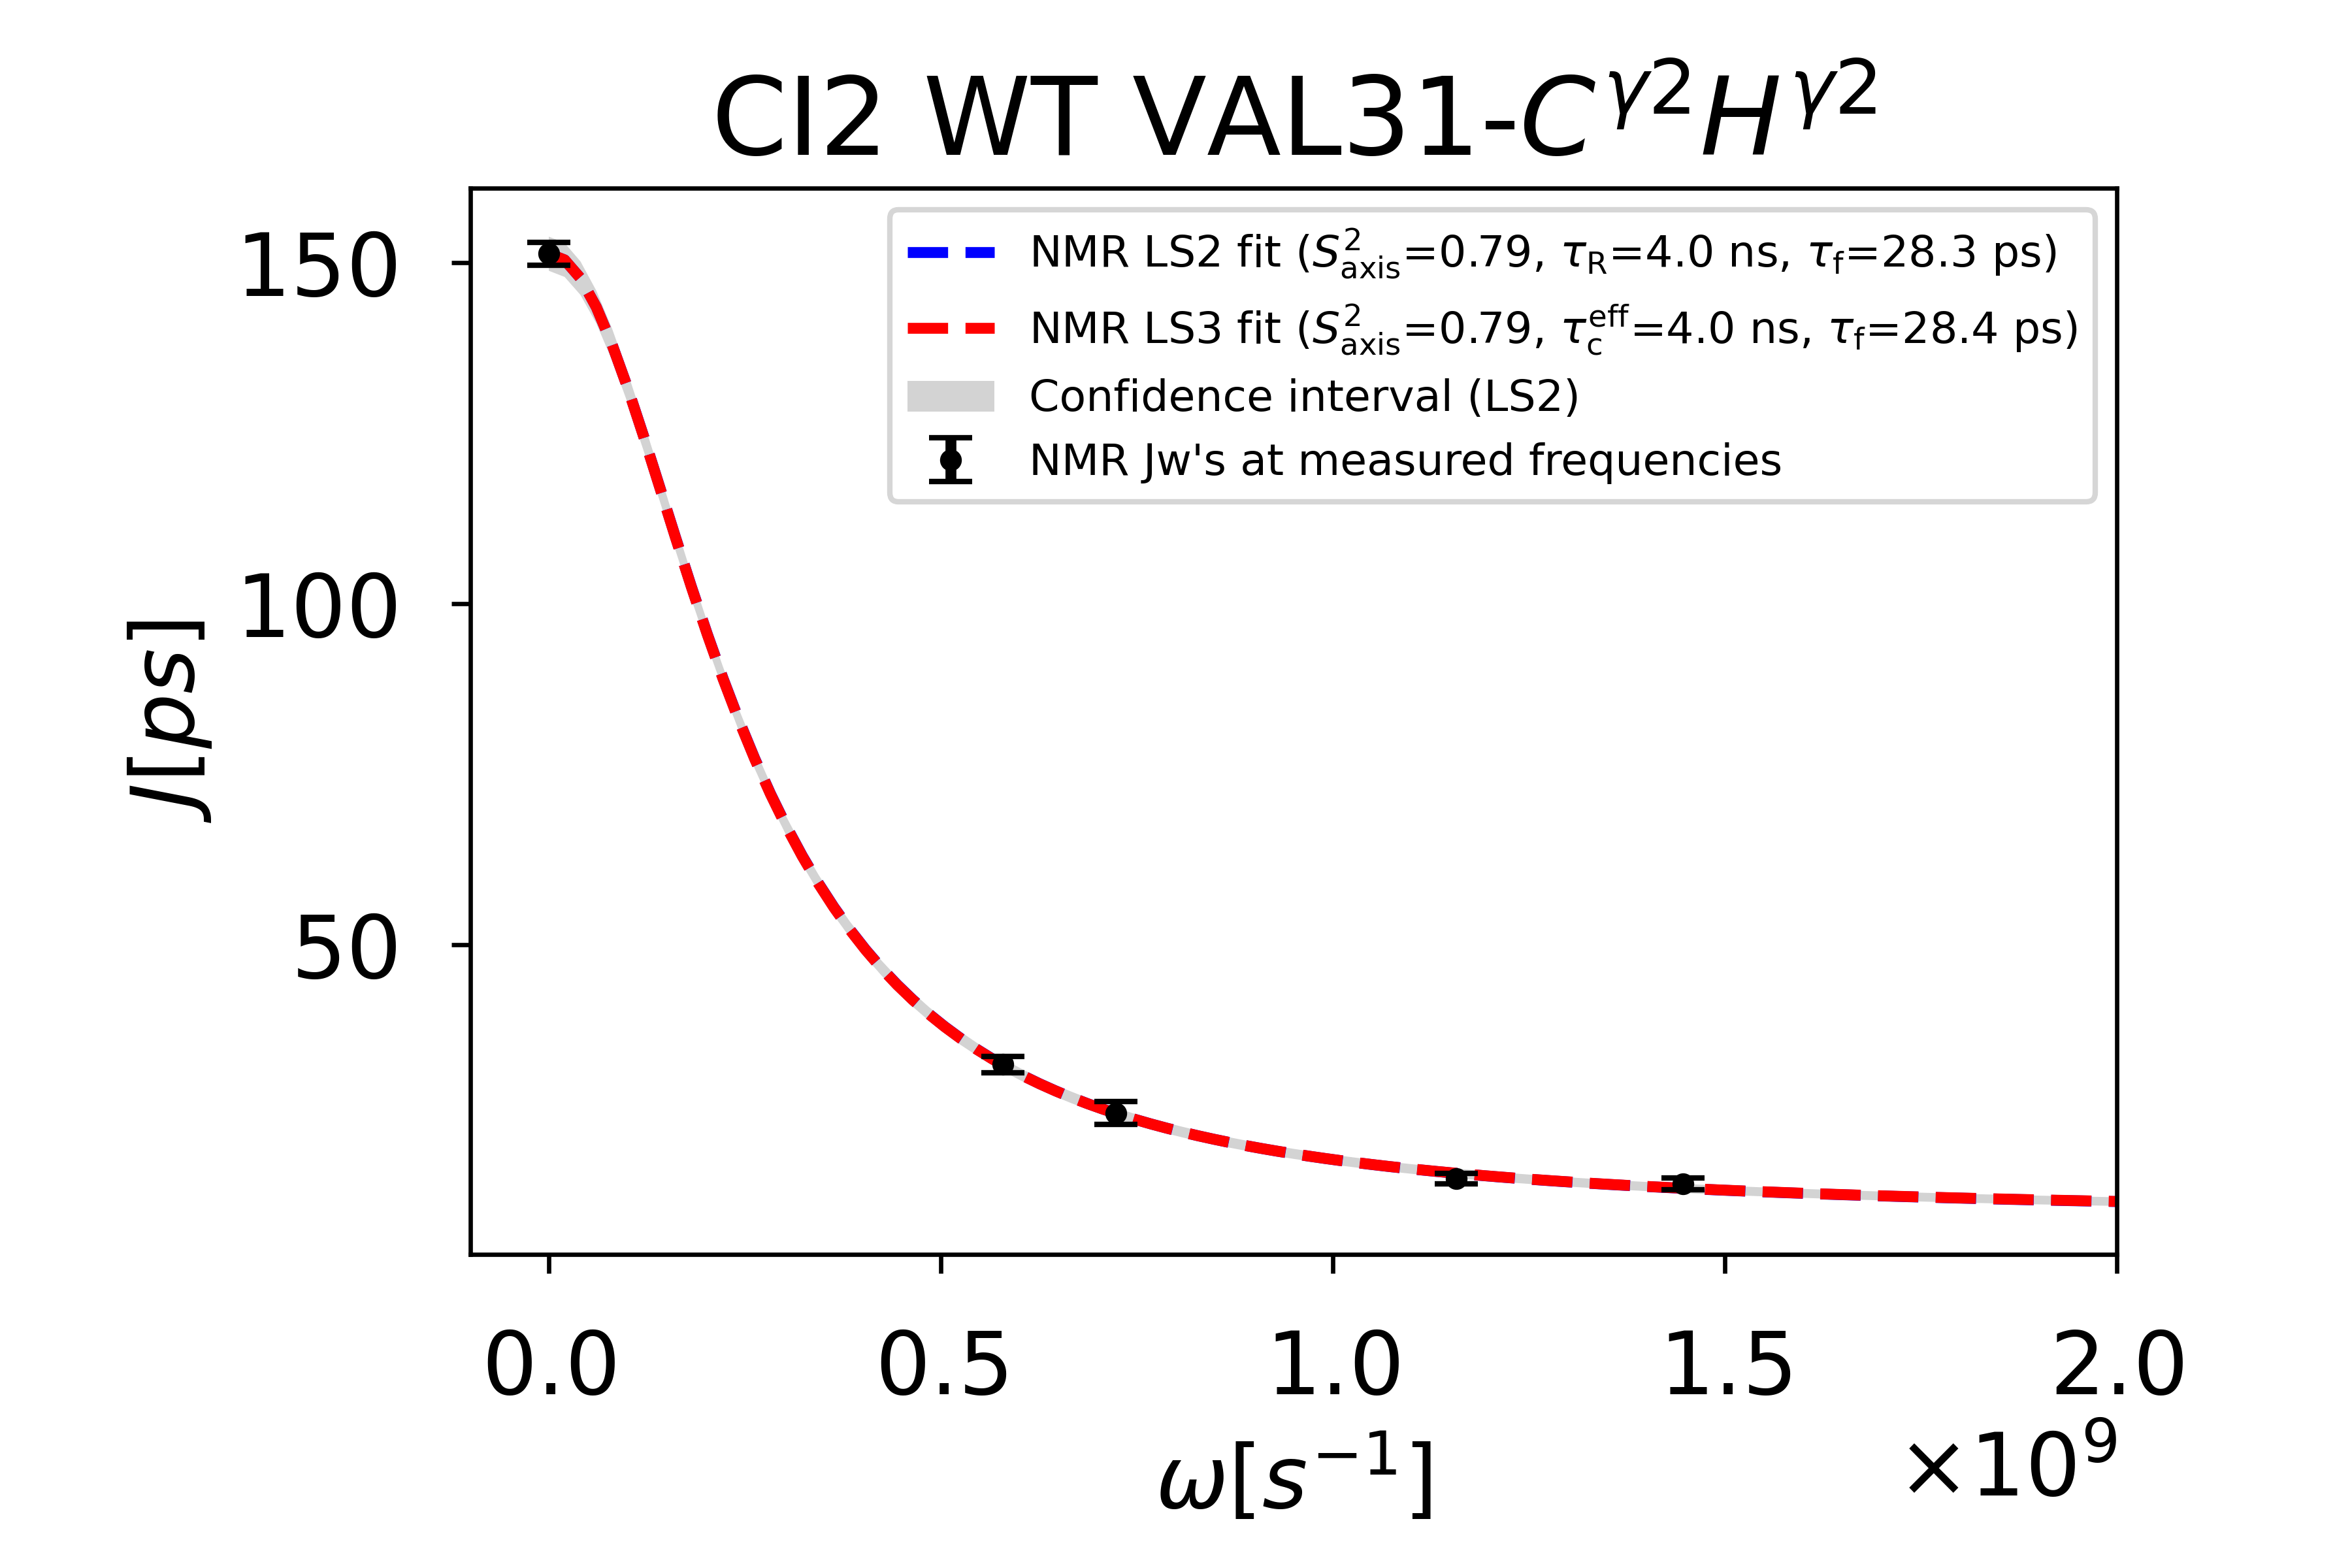 CI2 WT VAL31-C^γ2H^γ2
NMR LS2 fit (S²axis=0.79, τR=4.0 ns, τf=28.3 ps)
NMR LS3 fit (S²axis=0.79, τc^eff=4.0 ns, τf=28.4 ps)
Confidence interval (LS2)
NMR Jw's at measured frequencies
150
100
50
J[ps]
0.0 0.5 1.0 1.5 2.0
ω[s⁻¹]
×10⁹